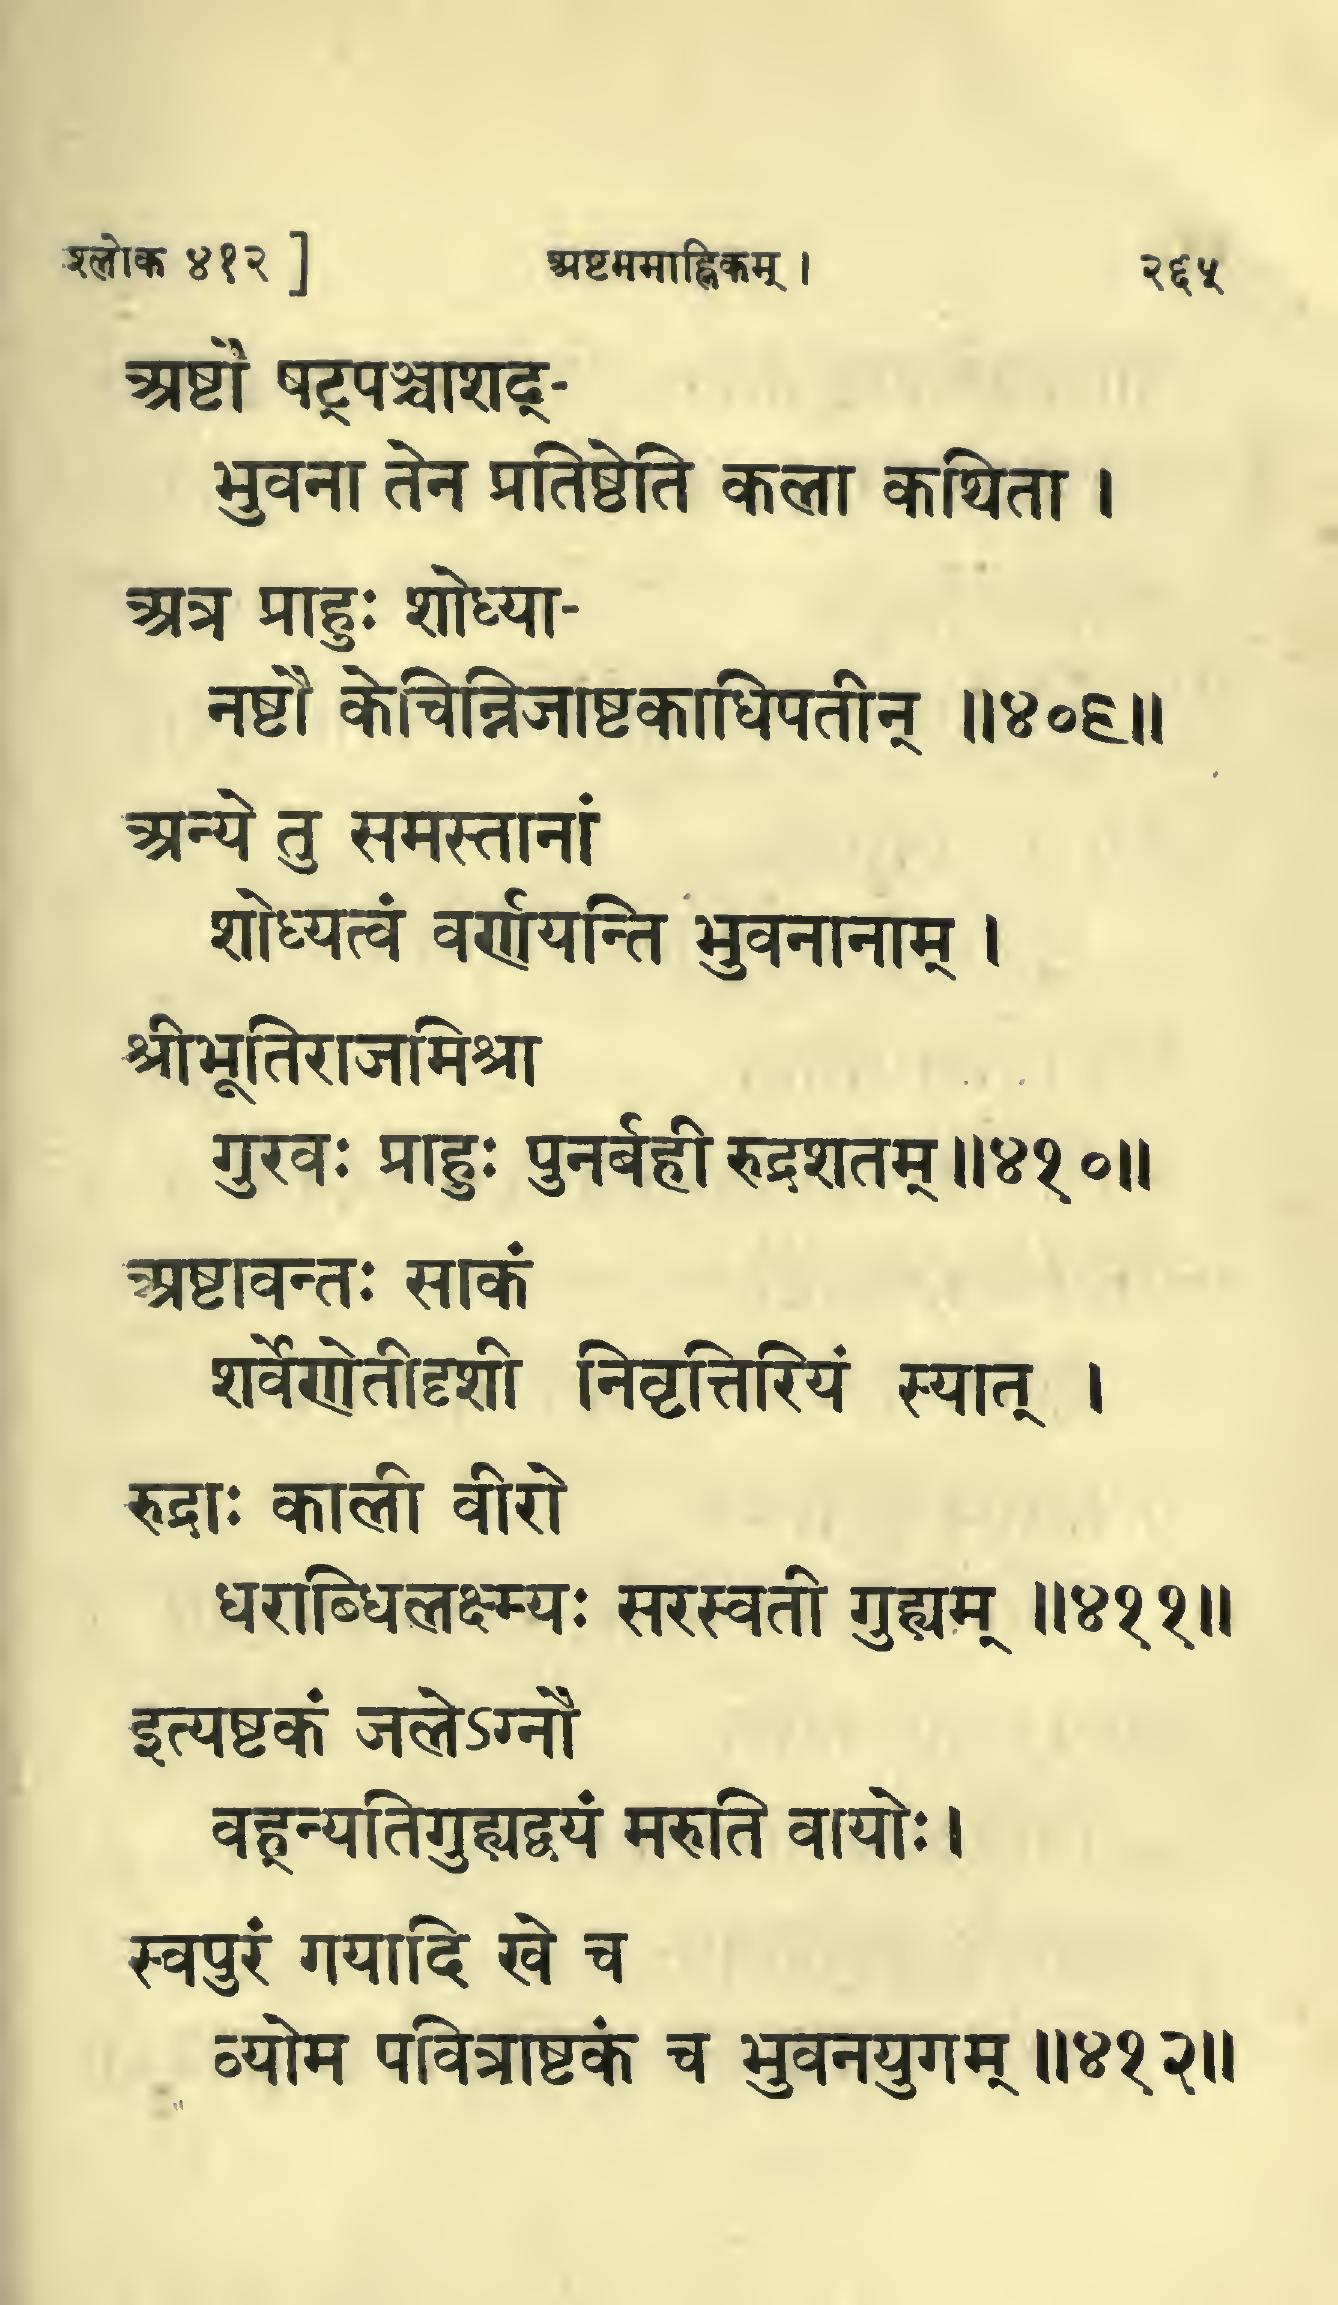 श्लोक ४१२ ] अष्टममाह्निकम् । २६५
अष्टौ षट्पञ्चाशद्-
भुवना तेन प्रतिष्ठेति कला कथिता ।
अत्र प्राहुः शोध्या-
नष्टौ केचिन्निजाष्टकाधिपतीन् ॥४०९॥
अन्ये तु समस्तानां
शोध्यत्वं वर्णयन्ति भुवनानाम् ।
श्रीभूतिराजमिश्रा
गुरवः प्राहुः पुनर्बही रुद्रशतम्॥४१०॥
अष्टावन्तः साकं
शर्वेणेतीदृशी निवृत्तिरियं स्यात् ।
रुद्राः काली वीरो
धराब्धिलक्ष्म्यः सरस्वती गुह्यम् ॥४११॥
इत्यष्टकं जलेऽग्नौ
वह्न्यतिगुह्यद्वयं मरुति वायोः।
स्वपुरं गयादि खे च
व्योम पवित्राष्टकं च भुवनयुगम्॥४१२॥